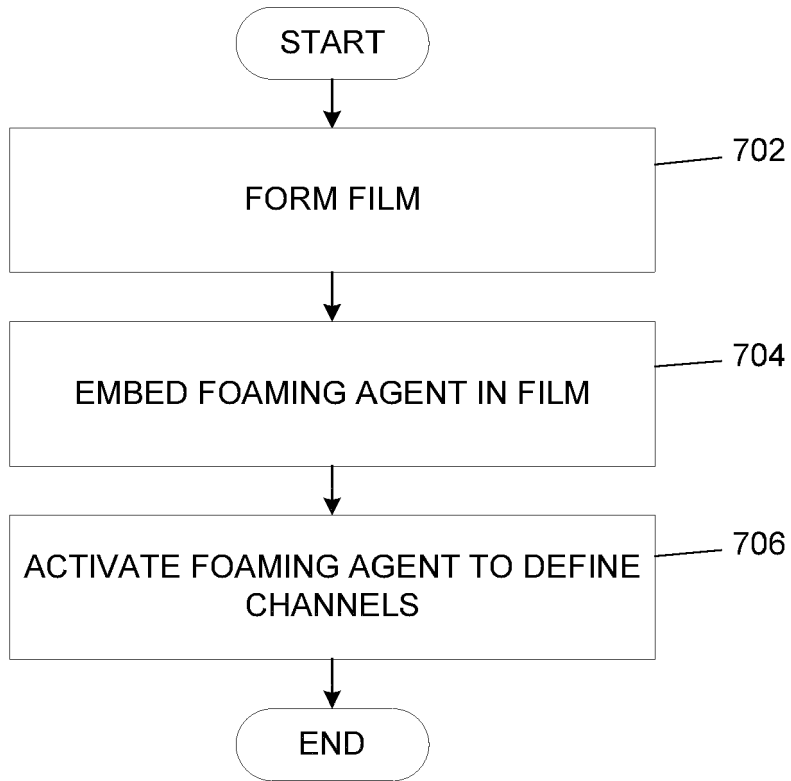 START
702
FORM FILM
704
EMBED FOAMING AGENT IN FILM
706
ACTIVATE FOAMING AGENT TO DEFINE
CHANNELS
END